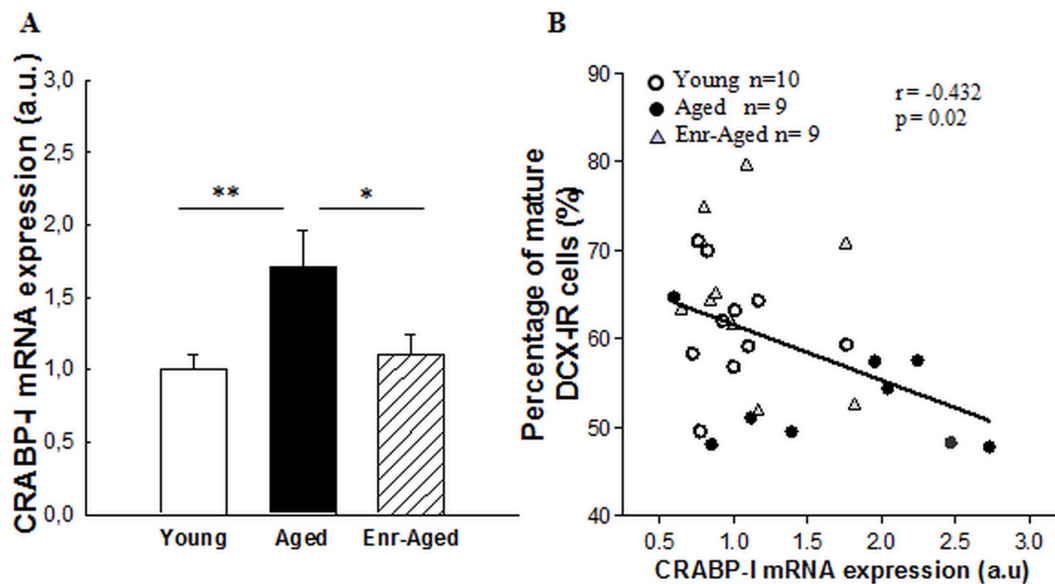 A
CRABP-I mRNA expression (a.u.)
3,0
2,5
2,0
1,5
1,0
0,5
0,0
**
*
Young
Aged
Enr-Aged
B
Percentage of mature
DCX-IR cells (%)
90
80
70
60
50
40
Young n=10
Aged n= 9
Enr-Aged n= 9
r= -0.432
p= 0.02
0.5 1.0 1.5 2.0 2.5 3.0
CRABP-I mRNA expression (a.u)